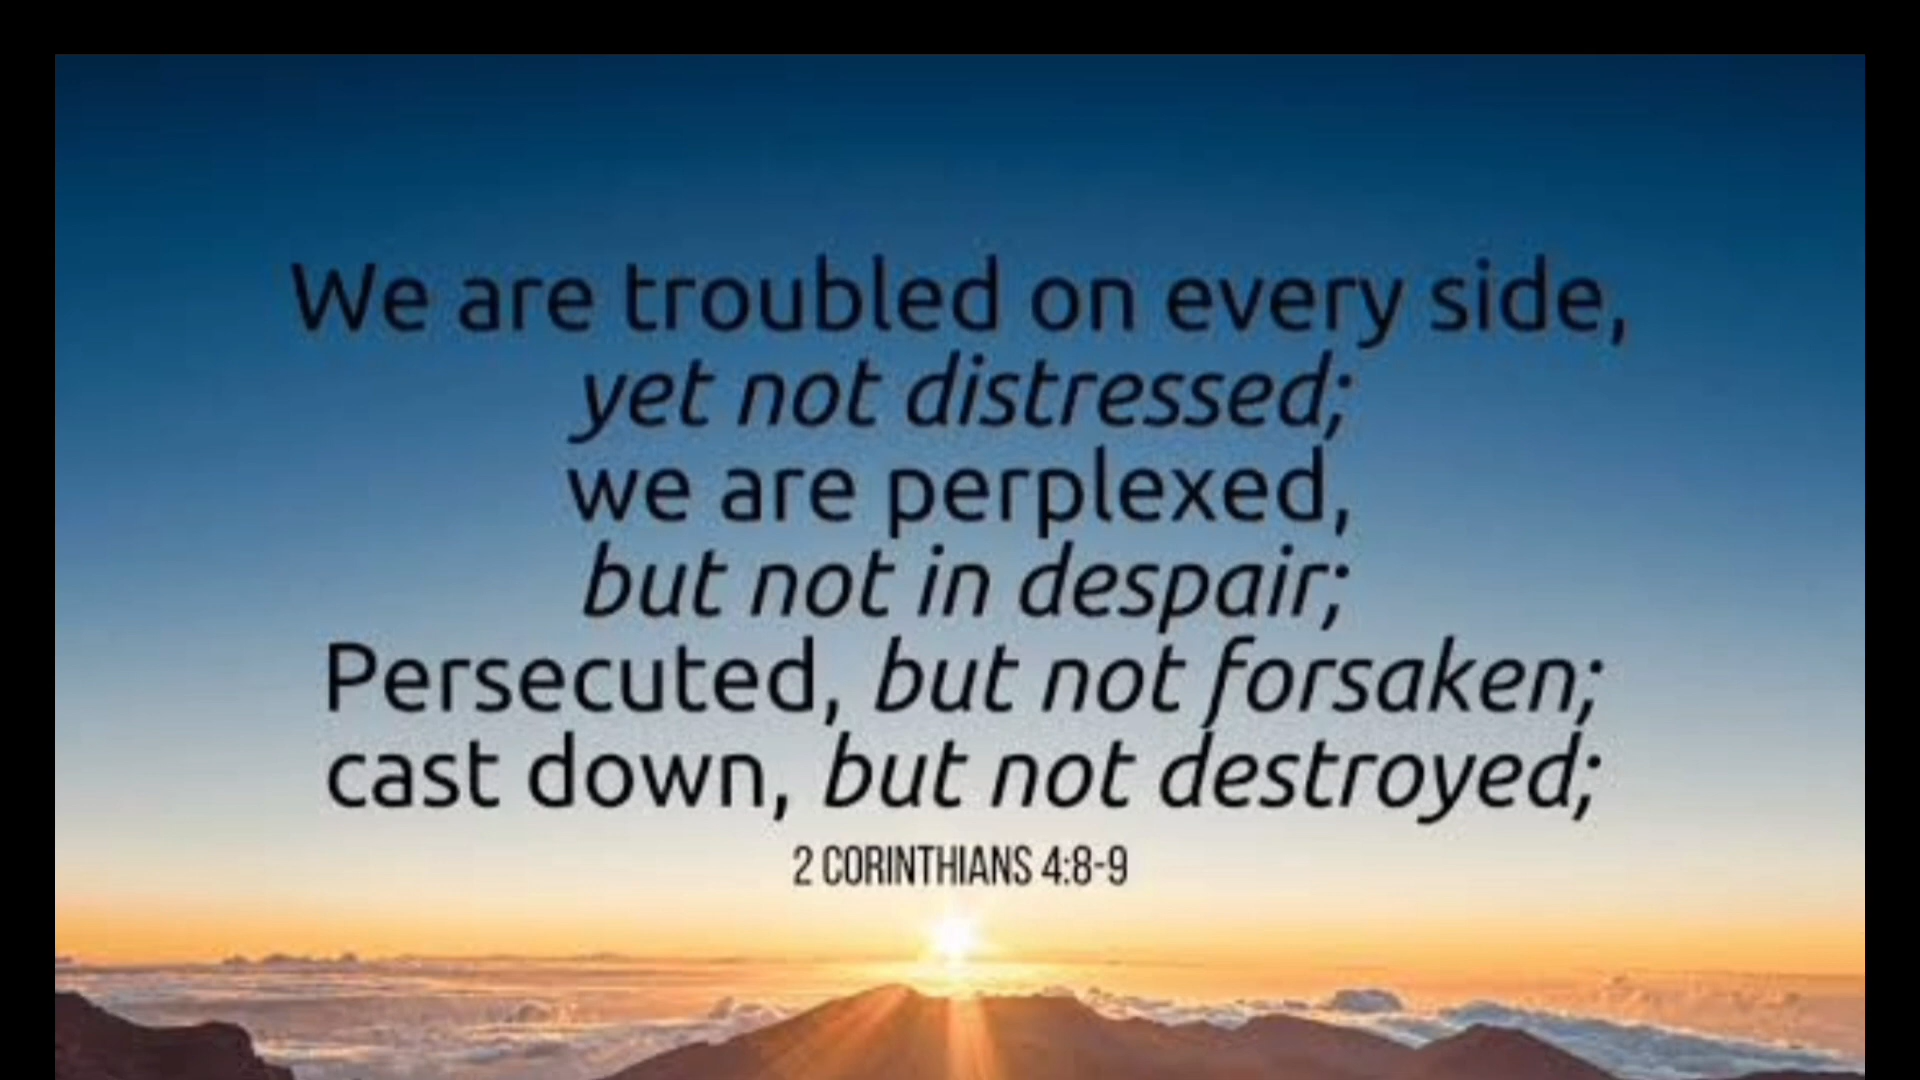 We are troubled on every side,
yet not distressed;
we are perplexed,
but not in despair;
Persecuted, but not forsaken;
cast down, but not destroyed;
2 CORINTHIANS 4:8-9